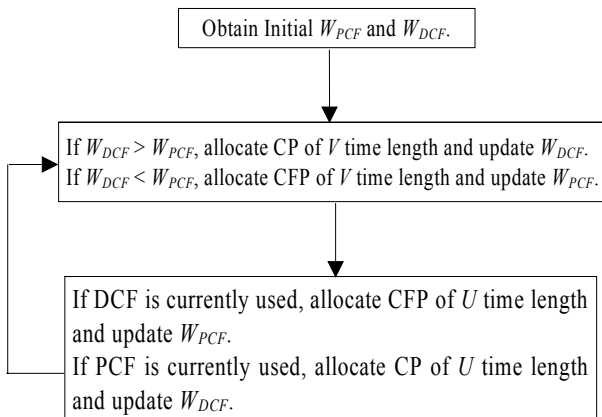 Obtain Initial W_PCF and W_DCF.
If W_DCF > W_PCF, allocate CP of V time length and update W_DCF.
If W_DCF < W_PCF, allocate CFP of V time length and update W_PCF.
If DCF is currently used, allocate CFP of U time length
and update W_PCF.
If PCF is currently used, allocate CP of U time length
and update W_DCF.